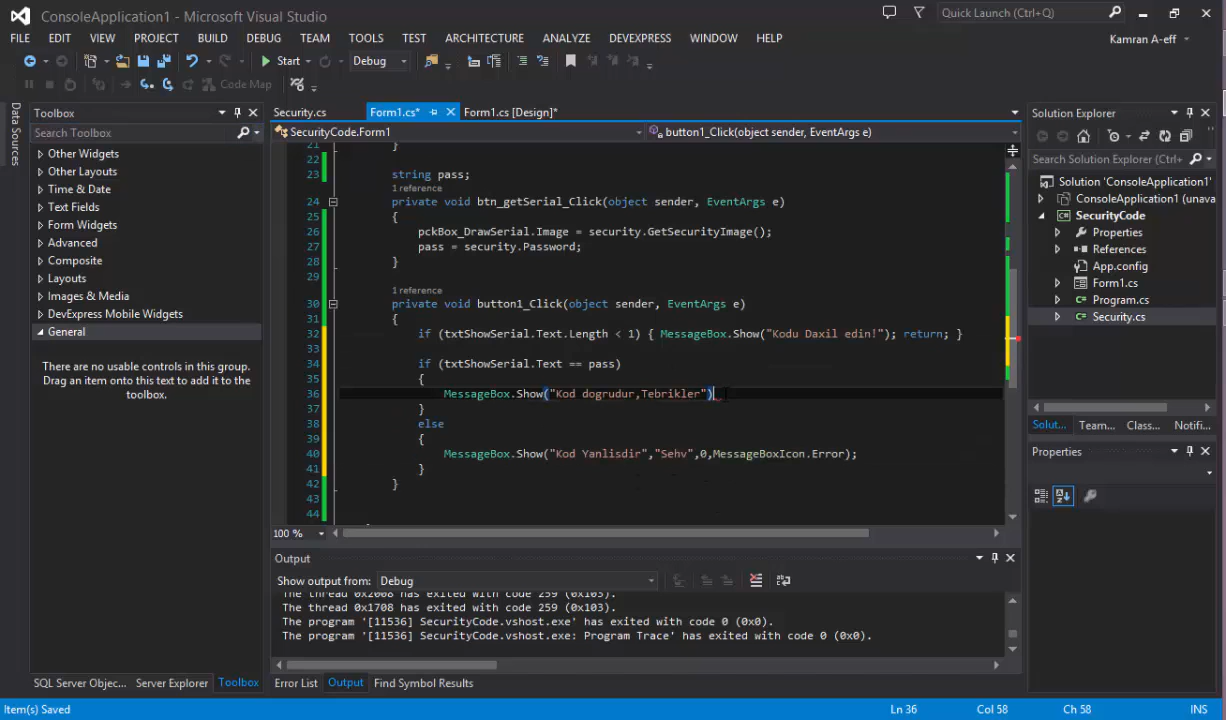 ConsoleApplication1 - Microsoft Visual Studio
Quick Launch (Ctrl+Q)
FILE EDIT VIEW PROJECT BUILD DEBUG TEAM TOOLS TEST ARCHITECTURE ANALYZE DEVEXPRESS WINDOW HELP
Kamran A-eff
Start Debug
Code Map
Data Sources
Toolbox
Search Toolbox
Other Widgets
Other Layouts
Time & Date
Text Fields
Form Widgets
Advanced
Composite
Layouts
Images & Media
DevExpress Mobile Widgets
General
There are no usable controls in this group.
Drag an item onto this text to add it to the
toolbox.
SQL Server Objec... Server Explorer Toolbox
Security.cs Form1.cs* Form1.cs [Design]*
SecurityCode.Form1 button1_Click(object sender, EventArgs e)
21 }
22
23 string pass;
1 reference
24 private void btn_getSerial_Click(object sender, EventArgs e)
25 {
26 pckBox_DrawSerial.Image = security.GetSecurityImage();
27 pass = security.Password;
28 }
29
1 reference
30 private void button1_Click(object sender, EventArgs e)
31 {
32 if (txtShowSerial.Text.Length < 1) { MessageBox.Show("Kodu Daxil edin!"); return; }
33
34 if (txtShowSerial.Text == pass)
35 {
36 MessageBox.Show("Kod dogrudur,Tebrikler")
37 }
38 else
39 {
40 MessageBox.Show("Kod Yanlisdir","Sehv",0,MessageBoxIcon.Error);
41 }
42 }
43
44
100 %
Output
Show output from: Debug
The thread 0x2008 has exited with code 259 (0x103).
The thread 0x1708 has exited with code 259 (0x103).
The program '[11536] SecurityCode.vshost.exe' has exited with code 0 (0x0).
The program '[11536] SecurityCode.vshost.exe: Program Trace' has exited with code 0 (0x0).
Error List Output Find Symbol Results
Solution Explorer
Search Solution Explorer (Ctrl+
Solution 'ConsoleApplication1'
ConsoleApplication1 (unava
SecurityCode
Properties
References
App.config
Form1.cs
Program.cs
Security.cs
Solut... Team... Class... Notifi...
Properties
Item(s) Saved Ln 36 Col 58 Ch 58 INS